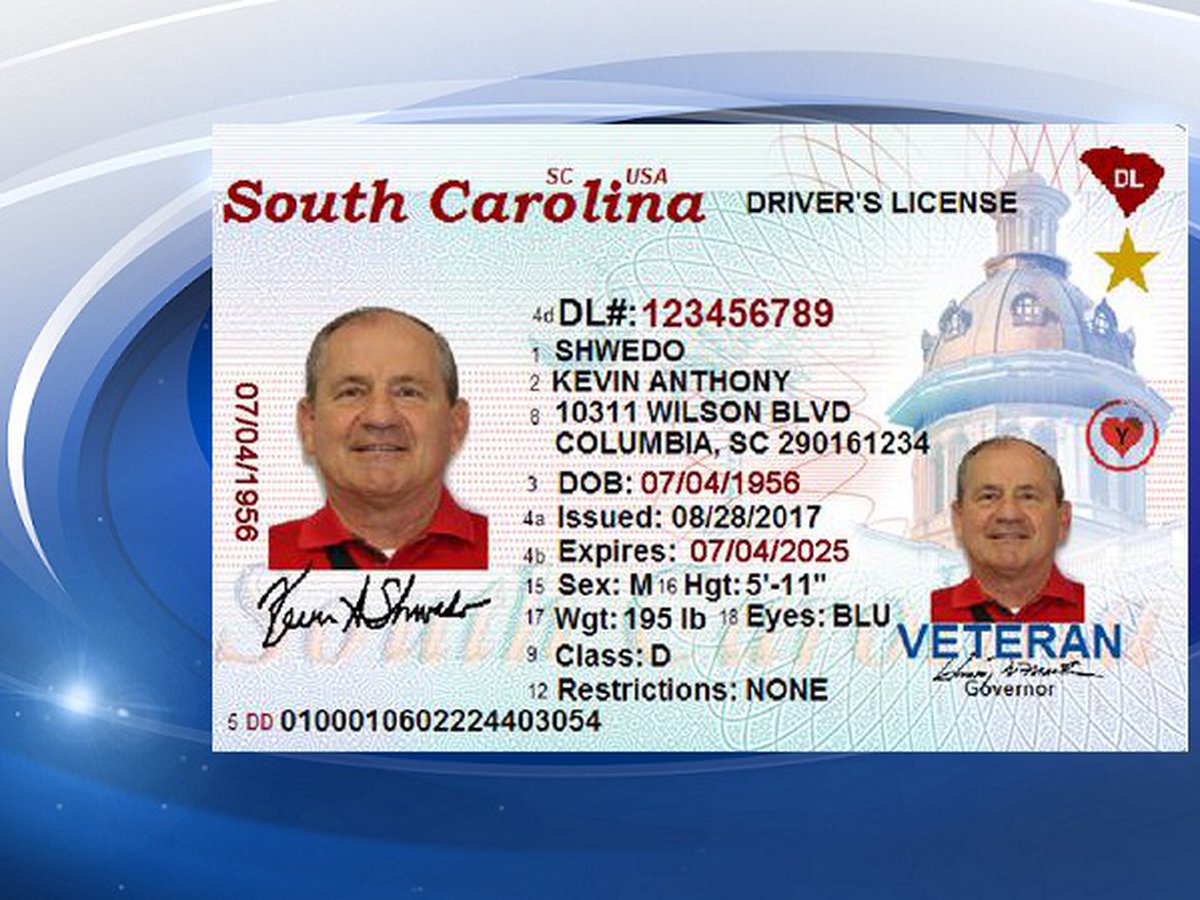 SC USA
South Carolina DRIVER'S LICENSE
DL
4d DL#: 123456789
1 SHWEDO
2 KEVIN ANTHONY
8 10311 WILSON BLVD
COLUMBIA, SC 290161234
Y
07/04/1956
3 DOB: 07/04/1956
4a Issued: 08/28/2017
4b Expires: 07/04/2025
15 Sex: M 16 Hgt: 5'-11"
17 Wgt: 195 lb 18 Eyes: BLU
Kevin A Shwedo
VETERAN
9 Class: D
Governor
12 Restrictions: NONE
5 DD 0100010602224403054
South Carolina